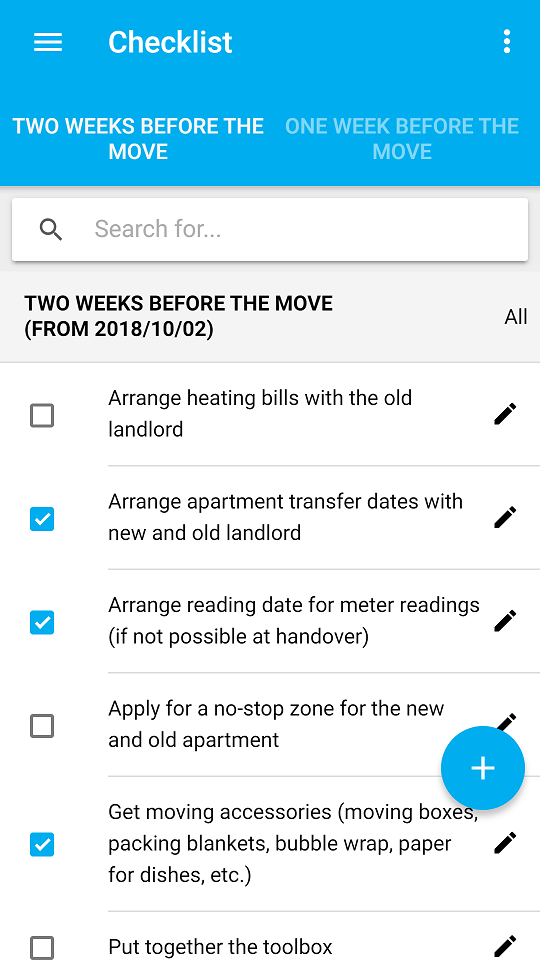 Checklist
TWO WEEKS BEFORE THE
MOVE
ONE WEEK BEFORE THE
MOVE
Search for...
TWO WEEKS BEFORE THE MOVE
(FROM 2018/10/02)
All
Arrange heating bills with the old
landlord
Arrange apartment transfer dates with
new and old landlord
Arrange reading date for meter readings
(if not possible at handover)
Apply for a no-stop zone for the new
and old apartment
Get moving accessories (moving boxes,
packing blankets, bubble wrap, paper
for dishes, etc.)
Put together the toolbox